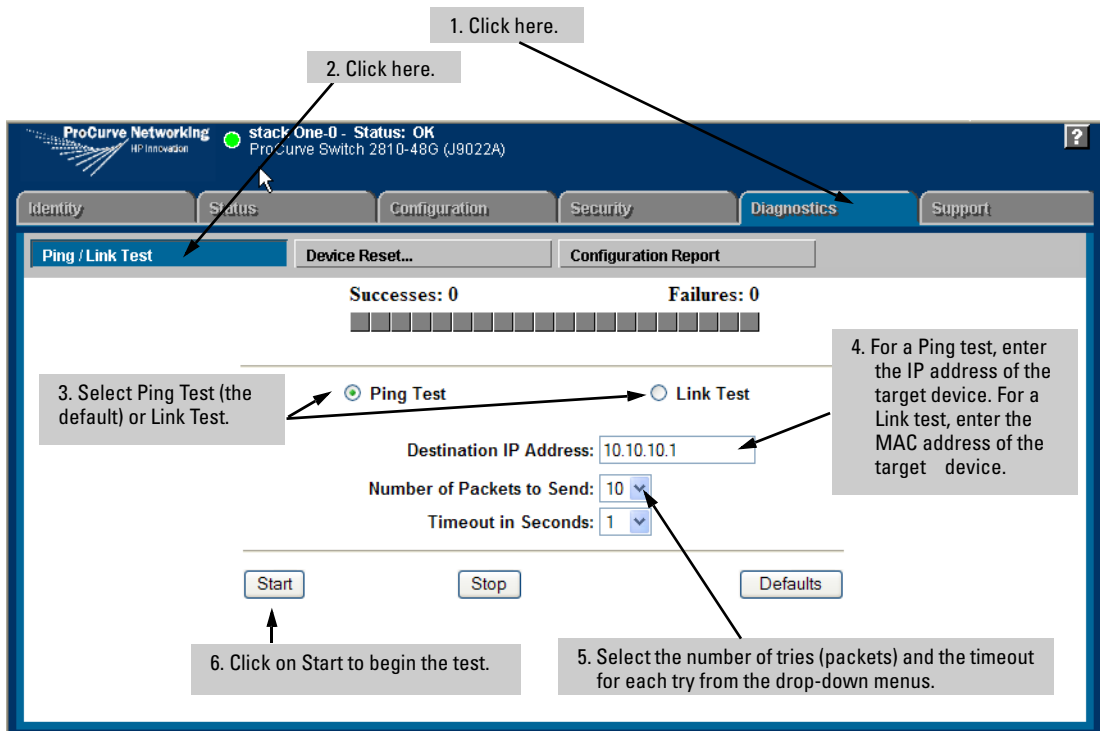 1. Click here.
2. Click here.
ProCurve Networking
HP Innovation
stack One-0 - Status: OK
ProCurve Switch 2810-48G (J9022A)
?
Identity
Status
Configuration
Security
Diagnostics
Support
Ping / Link Test
Device Reset...
Configuration Report
Successes: 0
Failures: 0
3. Select Ping Test (the
default) or Link Test.
Ping Test
Link Test
4. For a Ping test, enter
the IP address of the
target device. For a
Link test, enter the
MAC address of the
target device.
Destination IP Address: 10.10.10.1
Number of Packets to Send: 10
Timeout in Seconds: 1
Start
Stop
Defaults
6. Click on Start to begin the test.
5. Select the number of tries (packets) and the timeout
for each try from the drop-down menus.